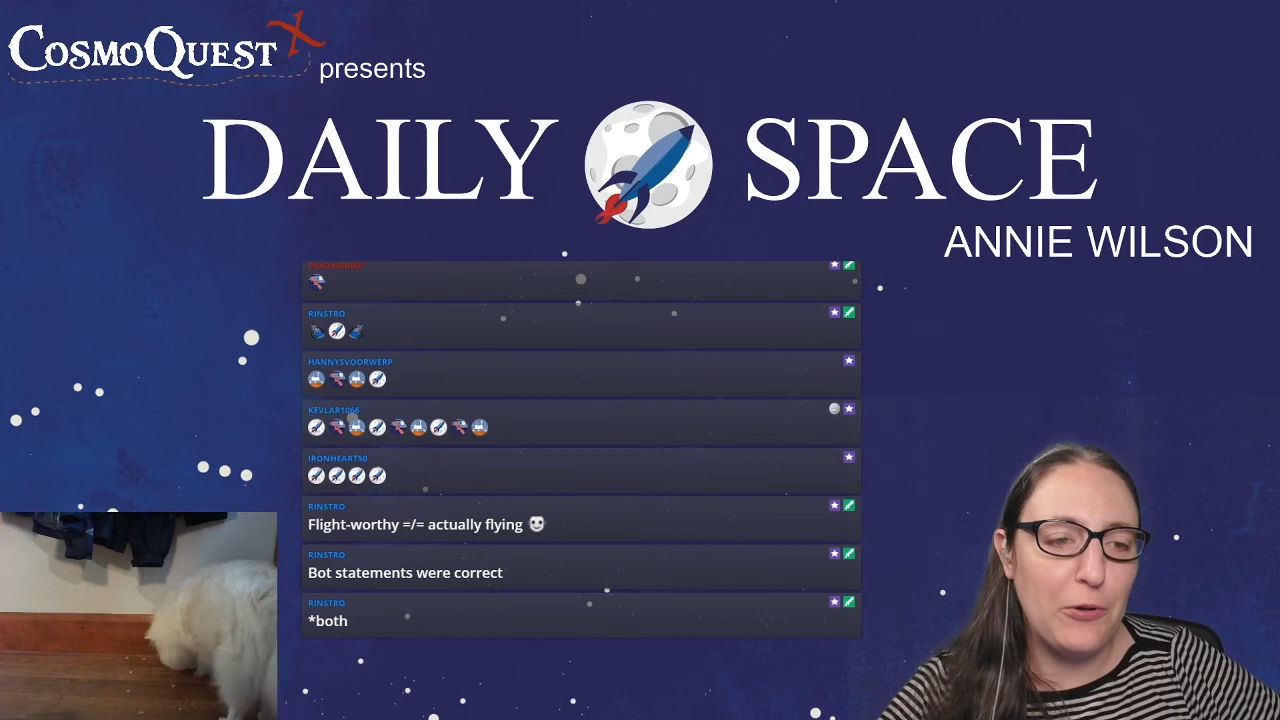 COSMOQUEST X
presents
DAILY SPACE
ANNIE WILSON
RINSTRO
HANNYSVOORWERP
KEVLAR1066
IRONHEART50
RINSTRO
Flight-worthy =/= actually flying
RINSTRO
Bot statements were correct
RINSTRO
*both